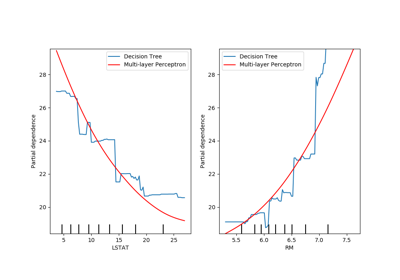 Decision Tree
Multi-layer Perceptron
28
26
24
22
20
Partial dependence
5
10
15
20
25
LSTAT
Decision Tree
Multi-layer Perceptron
28
26
24
22
20
Partial dependence
5.5
6.0
6.5
7.0
7.5
RM